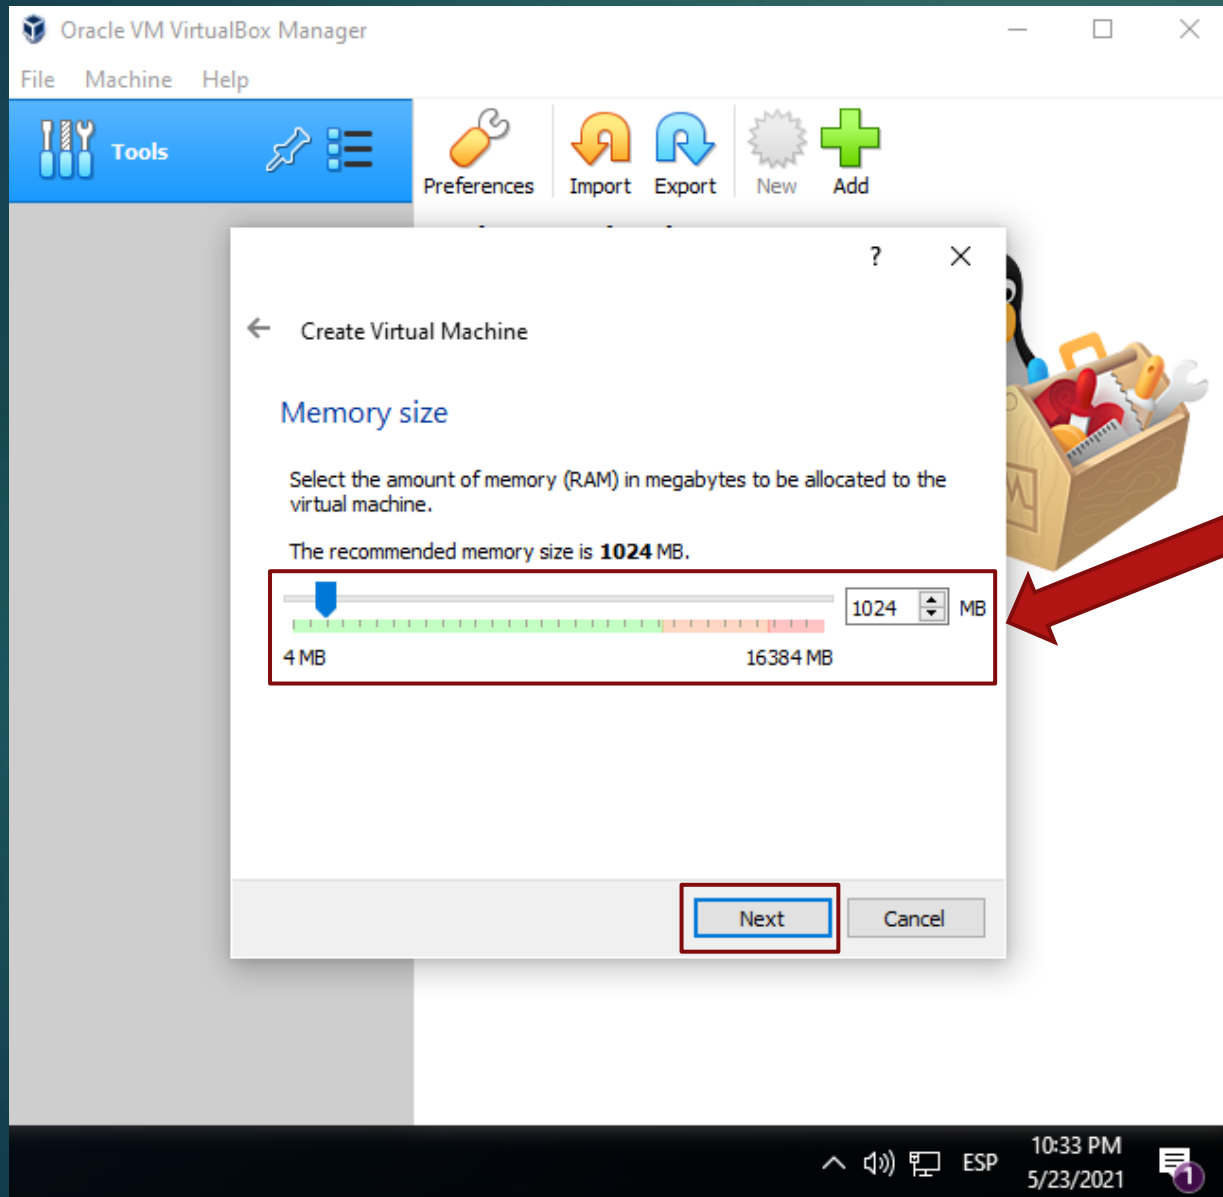 Oracle VM VirtualBox Manager
File Machine Help
Tools
Preferences Import Export New Add
?
Create Virtual Machine
Memory size
Select the amount of memory (RAM) in megabytes to be allocated to the
virtual machine.
The recommended memory size is 1024 MB.
1024 MB
4 MB 16384 MB
Next Cancel
ESP
10:33 PM
5/23/2021
1